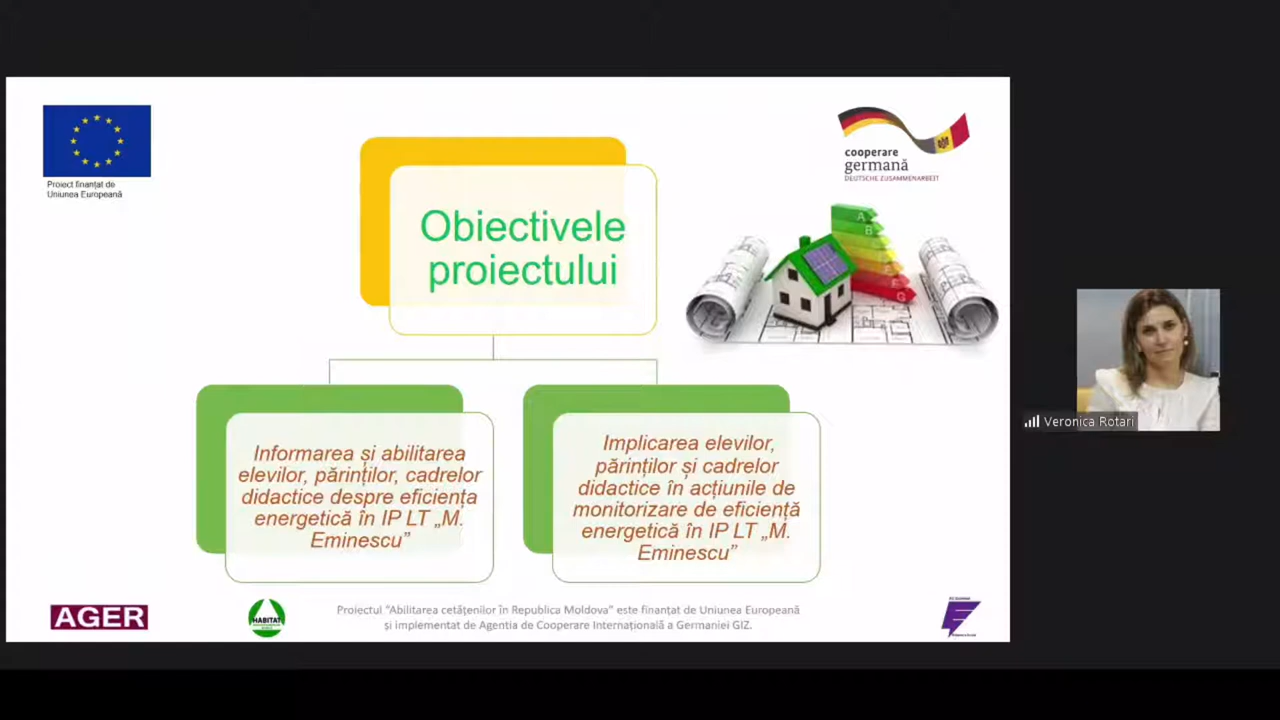 Proiect finanțat de
Uniunea Europeană
cooperare
germană
DEUTSCHE ZUSAMMENARBEIT
Obiectivele
proiectului
A
B
G
Informarea și abilitarea
elevilor, părinților, cadrelor
didactice despre eficiența
energetică în IP LT „M.
Eminescu”
Implicarea elevilor,
părinților și cadrelor
didactice în acțiunile de
monitorizare de eficiență
energetică în IP LT „M.
Eminescu”
Veronica Rotari
AGER
HABITAT
Proiectul “Abilitarea cetățenilor în Republica Moldova” este finanțat de Uniunea Europeană
și implementat de Agentia de Cooperare Internațională a Germaniei GIZ.